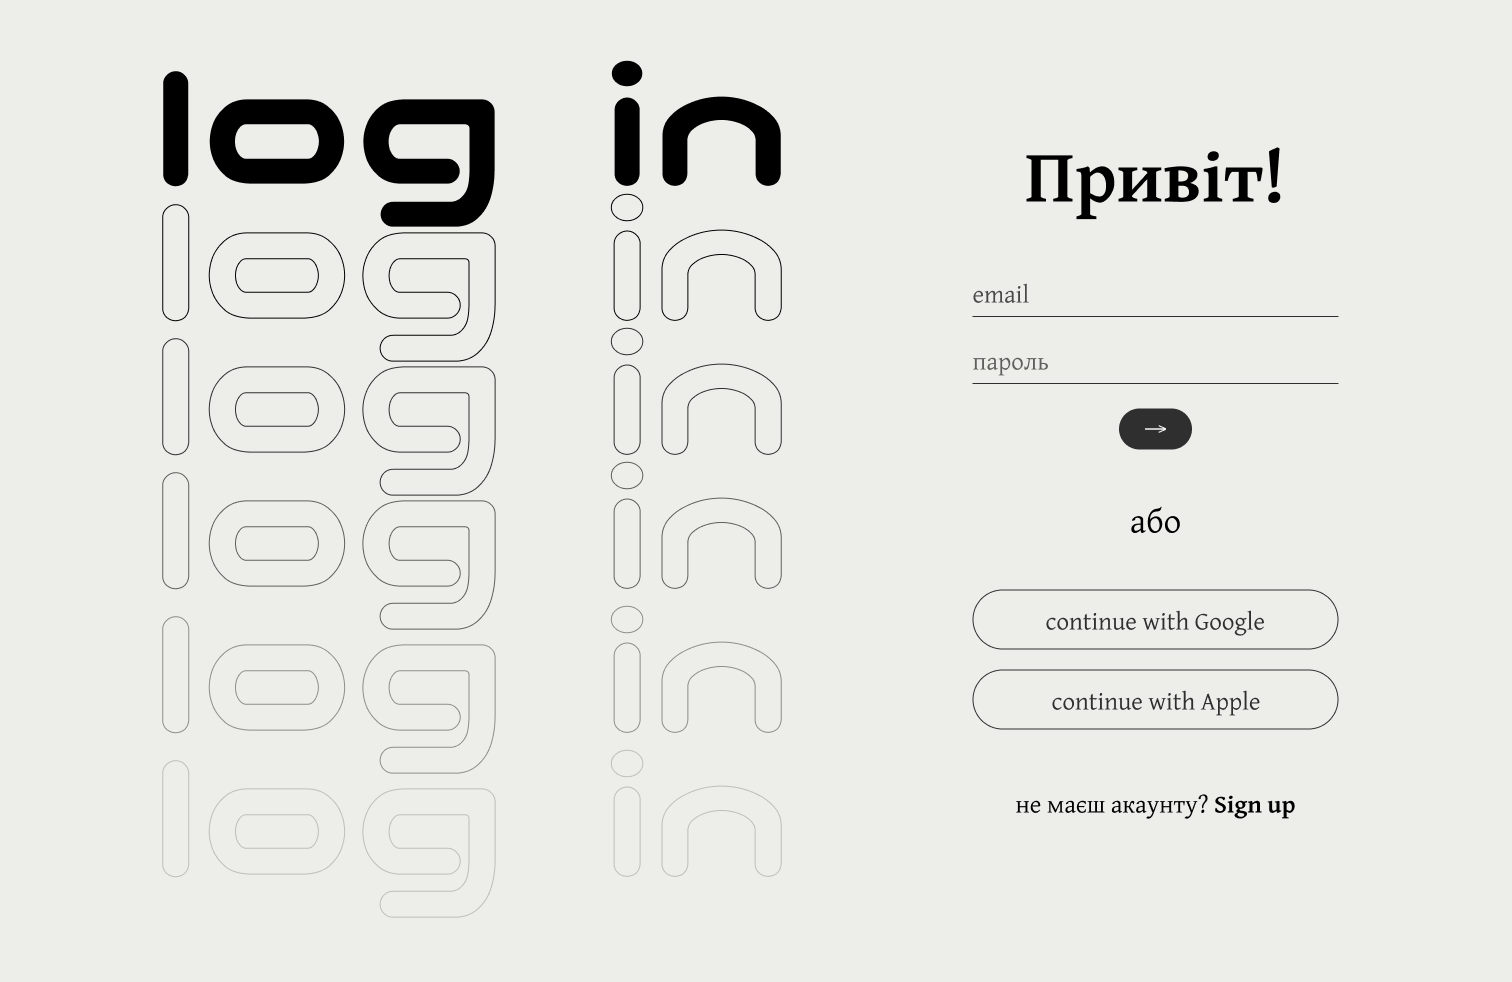 log in
log in
log in
log in
log in
log in
Привіт!
email
пароль
→
або
continue with Google
continue with Apple
не маєш акаунту? Sign up